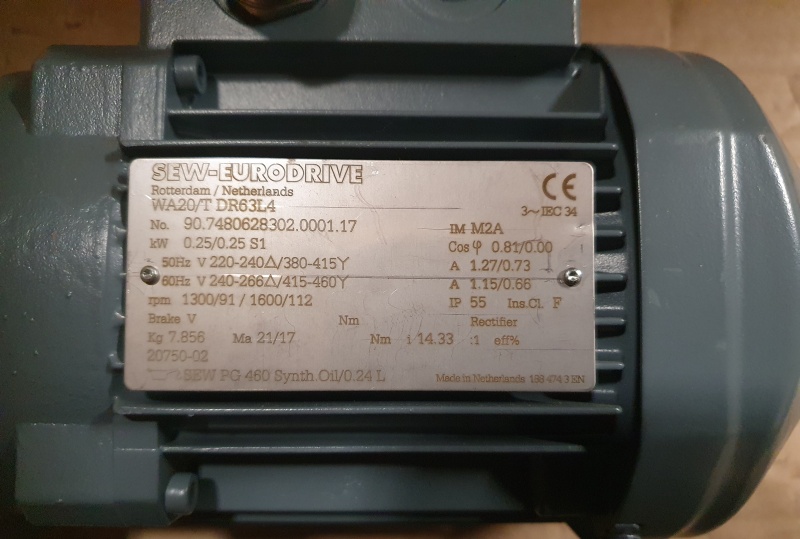 SEW-EURODRIVE
Rotterdam / Netherlands
WA20/T DR63L4
3~IEC 34
CE
No. 90.7480628302.0001.17
IM M2A
kW 0.25/0.25 S1
Cos φ 0.81/0.00
50Hz V 220-240△/380-415Y
A 1.27/0.73
60Hz V 240-266△/415-460Y
A 1.15/0.66
rpm 1300/91 / 1600/112
IP 55 Ins.Cl. F
Brake V Nm Rectifier
Kg 7.856 Ma 21/17 Nm i 14.33 :1 eff%
20750-02
SEW PG 460 Synth Oil/0.24 L
Made in Netherlands 188 474 3 EN